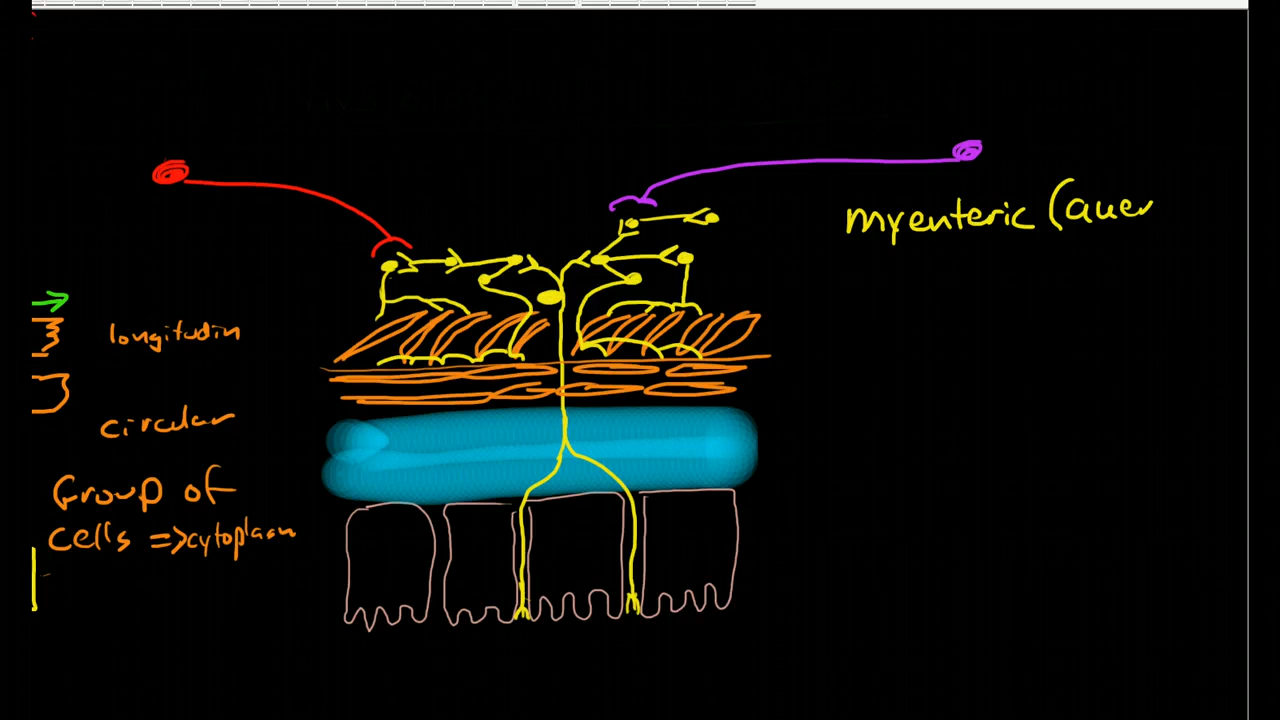 myenteric (auer
longitudin
circular
Group of
cells => cytoplasm